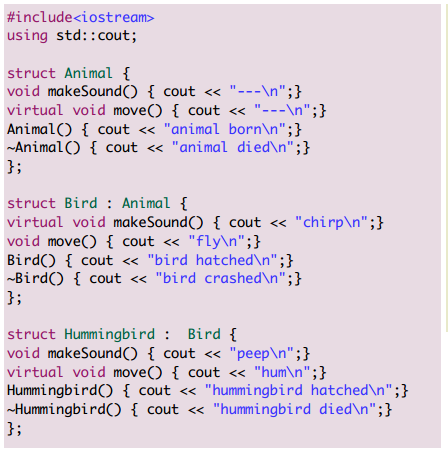 #include<iostream>
using std::cout;
struct Animal {
void makeSound() { cout << "---\n";}
virtual void move() { cout << "---\n";}
Animal() { cout << "animal born\n";}
~Animal() { cout << "animal died\n";}
};
struct Bird : Animal {
virtual void makeSound() { cout << "chirp\n";}
void move() { cout << "fly\n";}
Bird() { cout << "bird hatched\n";}
~Bird() { cout << "bird crashed\n";}
};
struct Hummingbird :  Bird {
void makeSound() { cout << "peep\n";}
virtual void move() { cout << "hum\n";}
Hummingbird() { cout << "hummingbird hatched\n";}
~Hummingbird() { cout << "hummingbird died\n";}
};